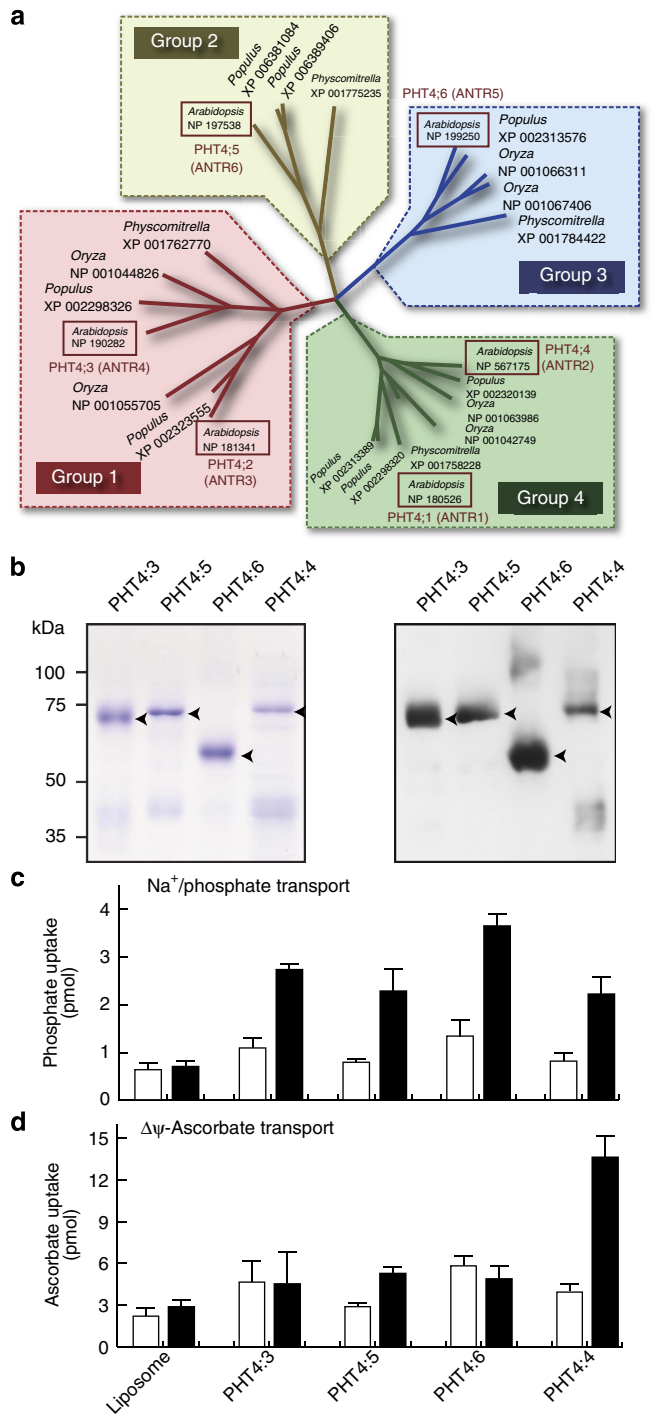 a
Group 2
Populus
XP 006381084
Populus
XP 006389406
Physcomitrella
XP 001775235
Arabidopsis
NP 197538
PHT4;5
(ANTR6)
PHT4;6 (ANTR5)
Arabidopsis
NP 199250
Populus
XP 002313576
Oryza
NP 001066311
Oryza
NP 001067406
Physcomitrella
XP 001784422
Group 3
Physcomitrella
XP 001762770
Oryza
NP 001044826
Populus
XP 002298326
Arabidopsis
NP 190282
PHT4;3 (ANTR4)
Oryza
NP 001055705
Populus
XP 002323555
Arabidopsis
NP 181341
PHT4;2
(ANTR3)
Group 1
Arabidopsis
NP 567175
PHT4;4
(ANTR2)
Populus
XP 002320139
Oryza
NP 001063986
Oryza
NP 001042749
Physcomitrella
XP 001758228
Populus
XP 002313389
Populus
XP 002298320
Arabidopsis
NP 180526
PHT4;1 (ANTR1)
Group 4
b
PHT4:3 PHT4:5 PHT4:6 PHT4:4
PHT4:3 PHT4:5 PHT4:6 PHT4:4
kDa
100
75
50
35
c
Na+/phosphate transport
Phosphate uptake
(pmol)
4
3
2
1
0
d
Δψ-Ascorbate transport
Ascorbate uptake
(pmol)
15
12
9
6
3
0
Liposome PHT4:3 PHT4:5 PHT4:6 PHT4:4